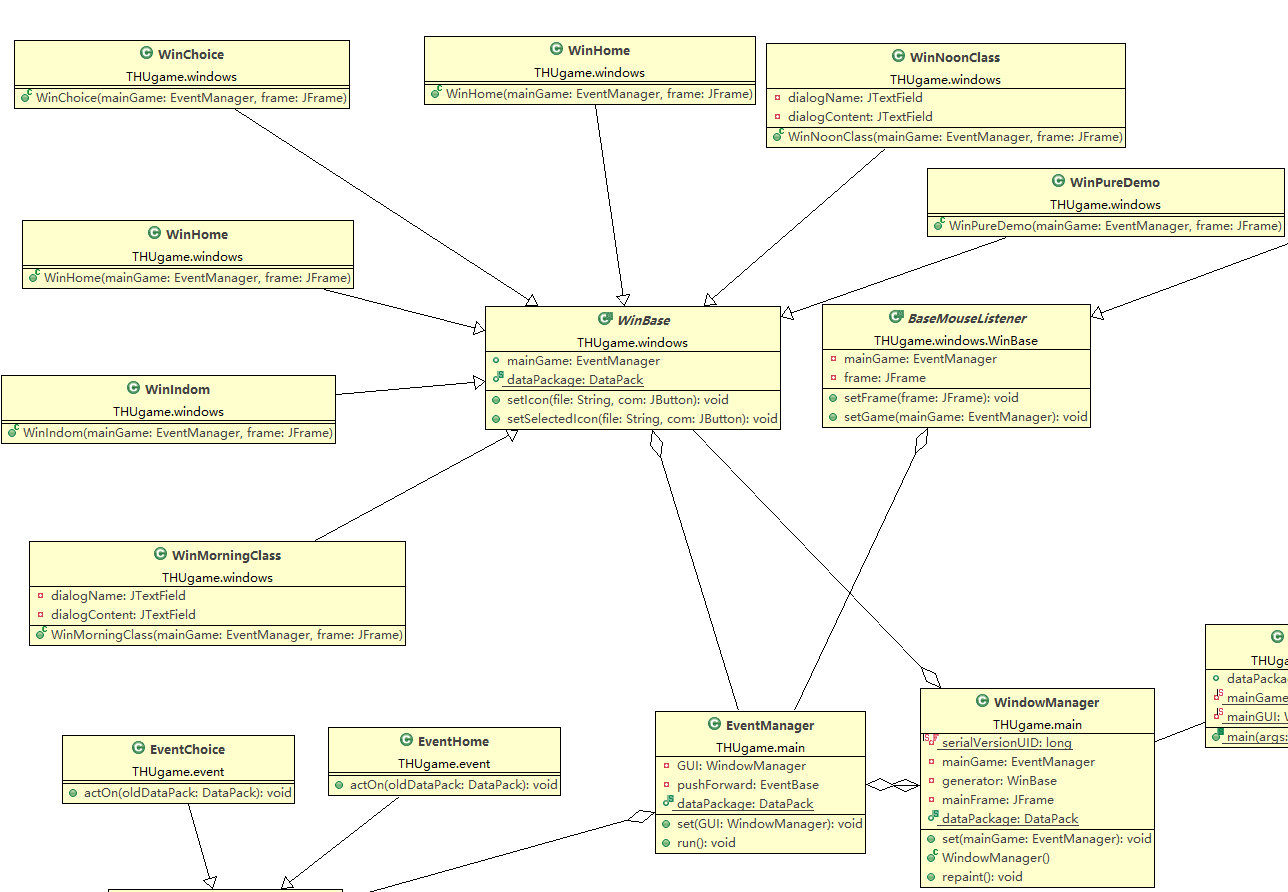 WinChoice
THUgame.windows
WinChoice(mainGame: EventManager, frame: JFrame)
WinHome
THUgame.windows
WinHome(mainGame: EventManager, frame: JFrame)
WinNoonClass
THUgame.windows
dialogName: JTextField
dialogContent: JTextField
WinNoonClass(mainGame: EventManager, frame: JFrame)
WinPureDemo
THUgame.windows
WinPureDemo(mainGame: EventManager, frame: JFrame)
WinHome
THUgame.windows
WinHome(mainGame: EventManager, frame: JFrame)
WinBase
THUgame.windows
mainGame: EventManager
dataPackage: DataPack
setIcon(file: String, com: JButton): void
setSelectedIcon(file: String, com: JButton): void
BaseMouseListener
THUgame.windows.WinBase
mainGame: EventManager
frame: JFrame
setFrame(frame: JFrame): void
setGame(mainGame: EventManager): void
WinIndom
THUgame.windows
WinIndom(mainGame: EventManager, frame: JFrame)
WinMorningClass
THUgame.windows
dialogName: JTextField
dialogContent: JTextField
WinMorningClass(mainGame: EventManager, frame: JFrame)
EventChoice
THUgame.event
actOn(oldDataPack: DataPack): void
EventHome
THUgame.event
actOn(oldDataPack: DataPack): void
EventManager
THUgame.main
GUI: WindowManager
pushForward: EventBase
dataPackage: DataPack
set(GUI: WindowManager): void
run(): void
WindowManager
THUgame.main
serialVersionUID: long
mainGame: EventManager
generator: WinBase
mainFrame: JFrame
dataPackage: DataPack
set(mainGame: EventManager): void
WindowManager()
repaint(): void
THUga
dataPacka
mainGame
mainGUI: W
main(args: